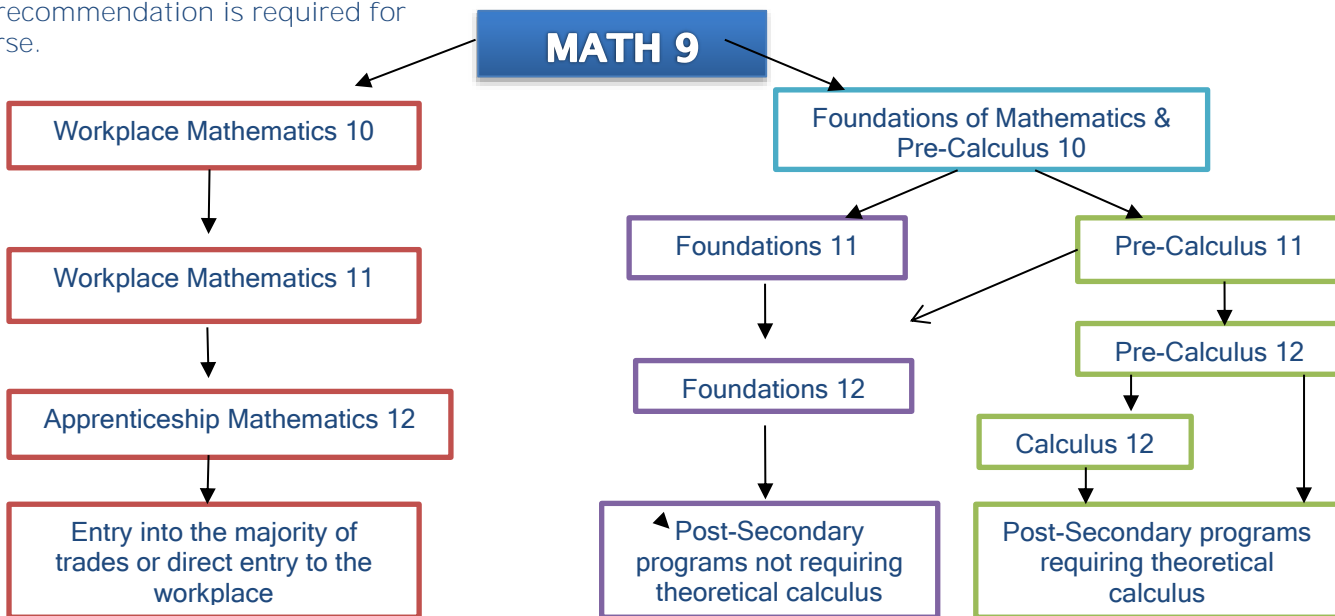 recommendation is required for
rse.
MATH 9
Workplace Mathematics 10
Foundations of Mathematics &
Pre-Calculus 10
Workplace Mathematics 11
Foundations 11
Pre-Calculus 11
Pre-Calculus 12
Foundations 12
Apprenticeship Mathematics 12
Calculus 12
Entry into the majority of
trades or direct entry to the
workplace
Post-Secondary
programs not requiring
theoretical calculus
Post-Secondary programs
requiring theoretical
calculus